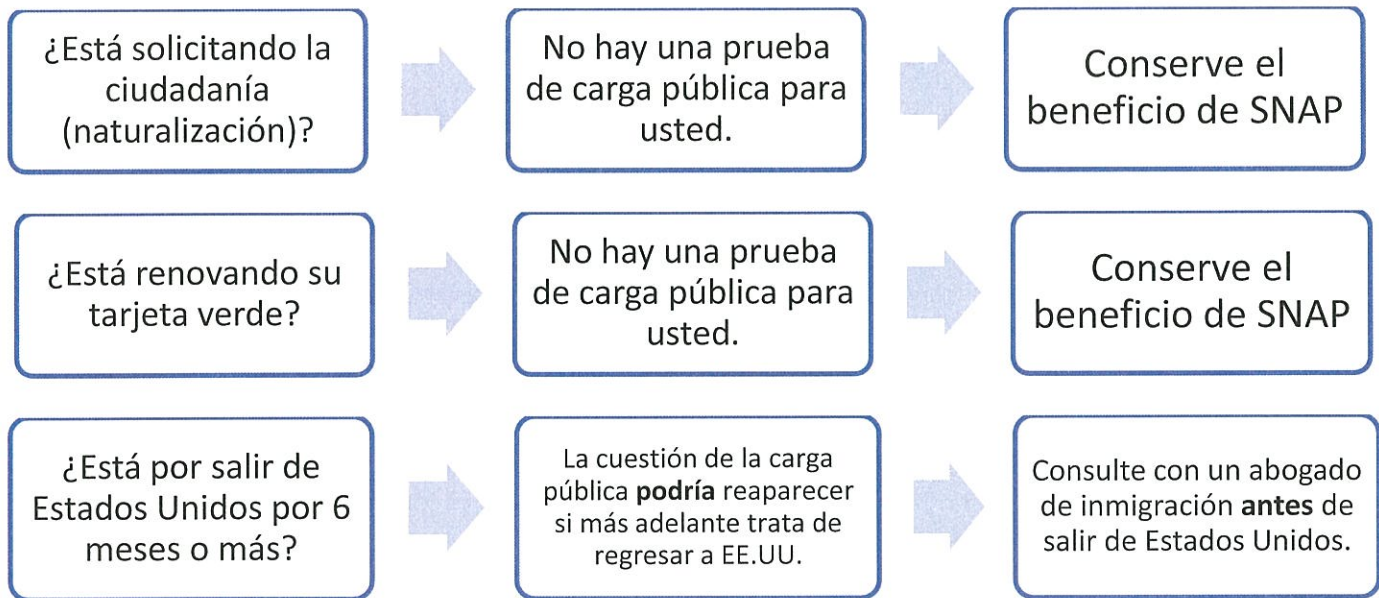 ¿Está solicitando la
ciudadanía
(naturalización)?
No hay una prueba
de carga pública para
usted.
Conserve el
beneficio de SNAP
¿Está renovando su
tarjeta verde?
No hay una prueba
de carga pública para
usted.
Conserve el
beneficio de SNAP
¿Está por salir de
Estados Unidos por 6
meses o más?
La cuestión de la carga
pública podría reaparecer
si más adelante trata de
regresar a EE.UU.
Consulte con un abogado
de inmigración antes de
salir de Estados Unidos.